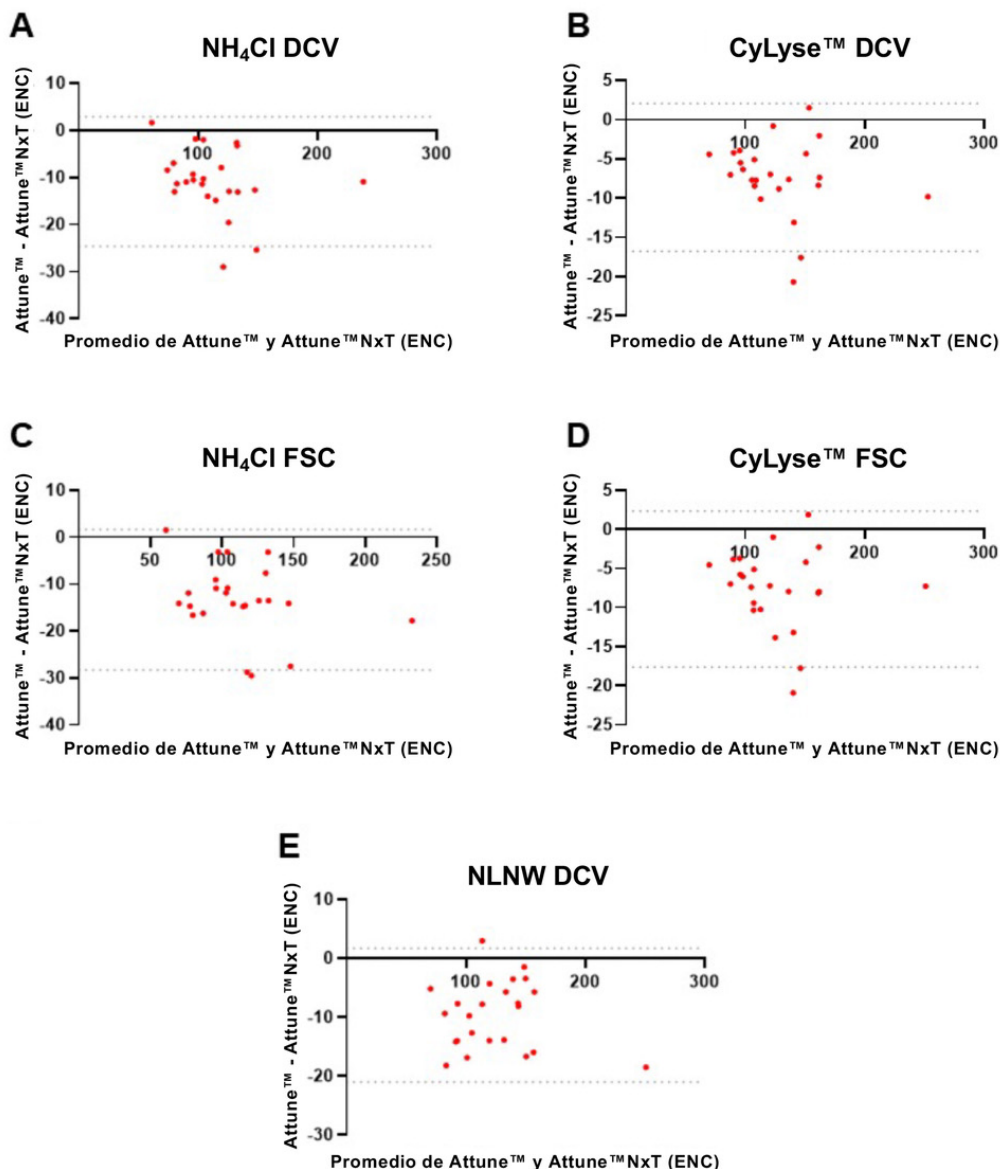 A
NH₄Cl DCV
Attune™ - Attune™NxT (ENC)
10
0
-10
-20
-30
-40
100
200
300
Promedio de Attune™ y Attune™NxT (ENC)
B
CyLyse™ DCV
Attune™ - Attune™NxT (ENC)
5
0
-5
-10
-15
-20
-25
100
200
300
Promedio de Attune™ y Attune™NxT (ENC)
C
NH₄Cl FSC
Attune™ - Attune™NxT (ENC)
10
0
-10
-20
-30
-40
50
100
150
200
250
Promedio de Attune™ y Attune™NxT (ENC)
D
CyLyse™ FSC
Attune™ - Attune™NxT (ENC)
5
0
-5
-10
-15
-20
-25
100
200
300
Promedio de Attune™ y Attune™NxT (ENC)
E
NLNW DCV
Attune™ - Attune™NxT (ENC)
10
0
-10
-20
-30
100
200
300
Promedio de Attune™ y Attune™NxT (ENC)